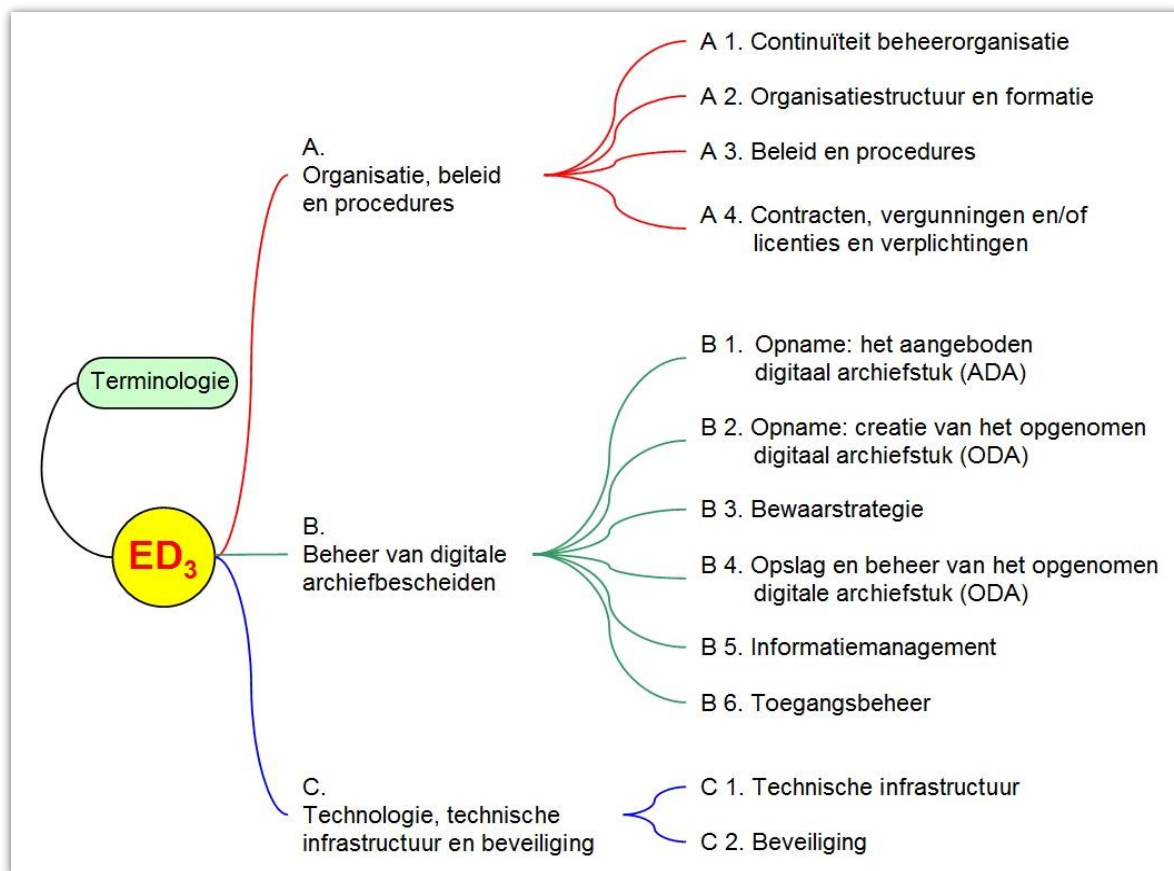 Terminologie
ED₃
A.
Organisatie, beleid
en procedures
A 1. Continuïteit beheerorganisatie
A 2. Organisatiestructuur en formatie
A 3. Beleid en procedures
A 4. Contracten, vergunningen en/of
licenties en verplichtingen
B.
Beheer van digitale
archiefbescheiden
B 1. Opname: het aangeboden
digitaal archiefstuk (ADA)
B 2. Opname: creatie van het opgenomen
digitaal archiefstuk (ODA)
B 3. Bewaarstrategie
B 4. Opslag en beheer van het opgenomen
digitale archiefstuk (ODA)
B 5. Informatiemanagement
B 6. Toegangsbeheer
C.
Technologie, technische
infrastructuur en beveiliging
C 1. Technische infrastructuur
C 2. Beveiliging